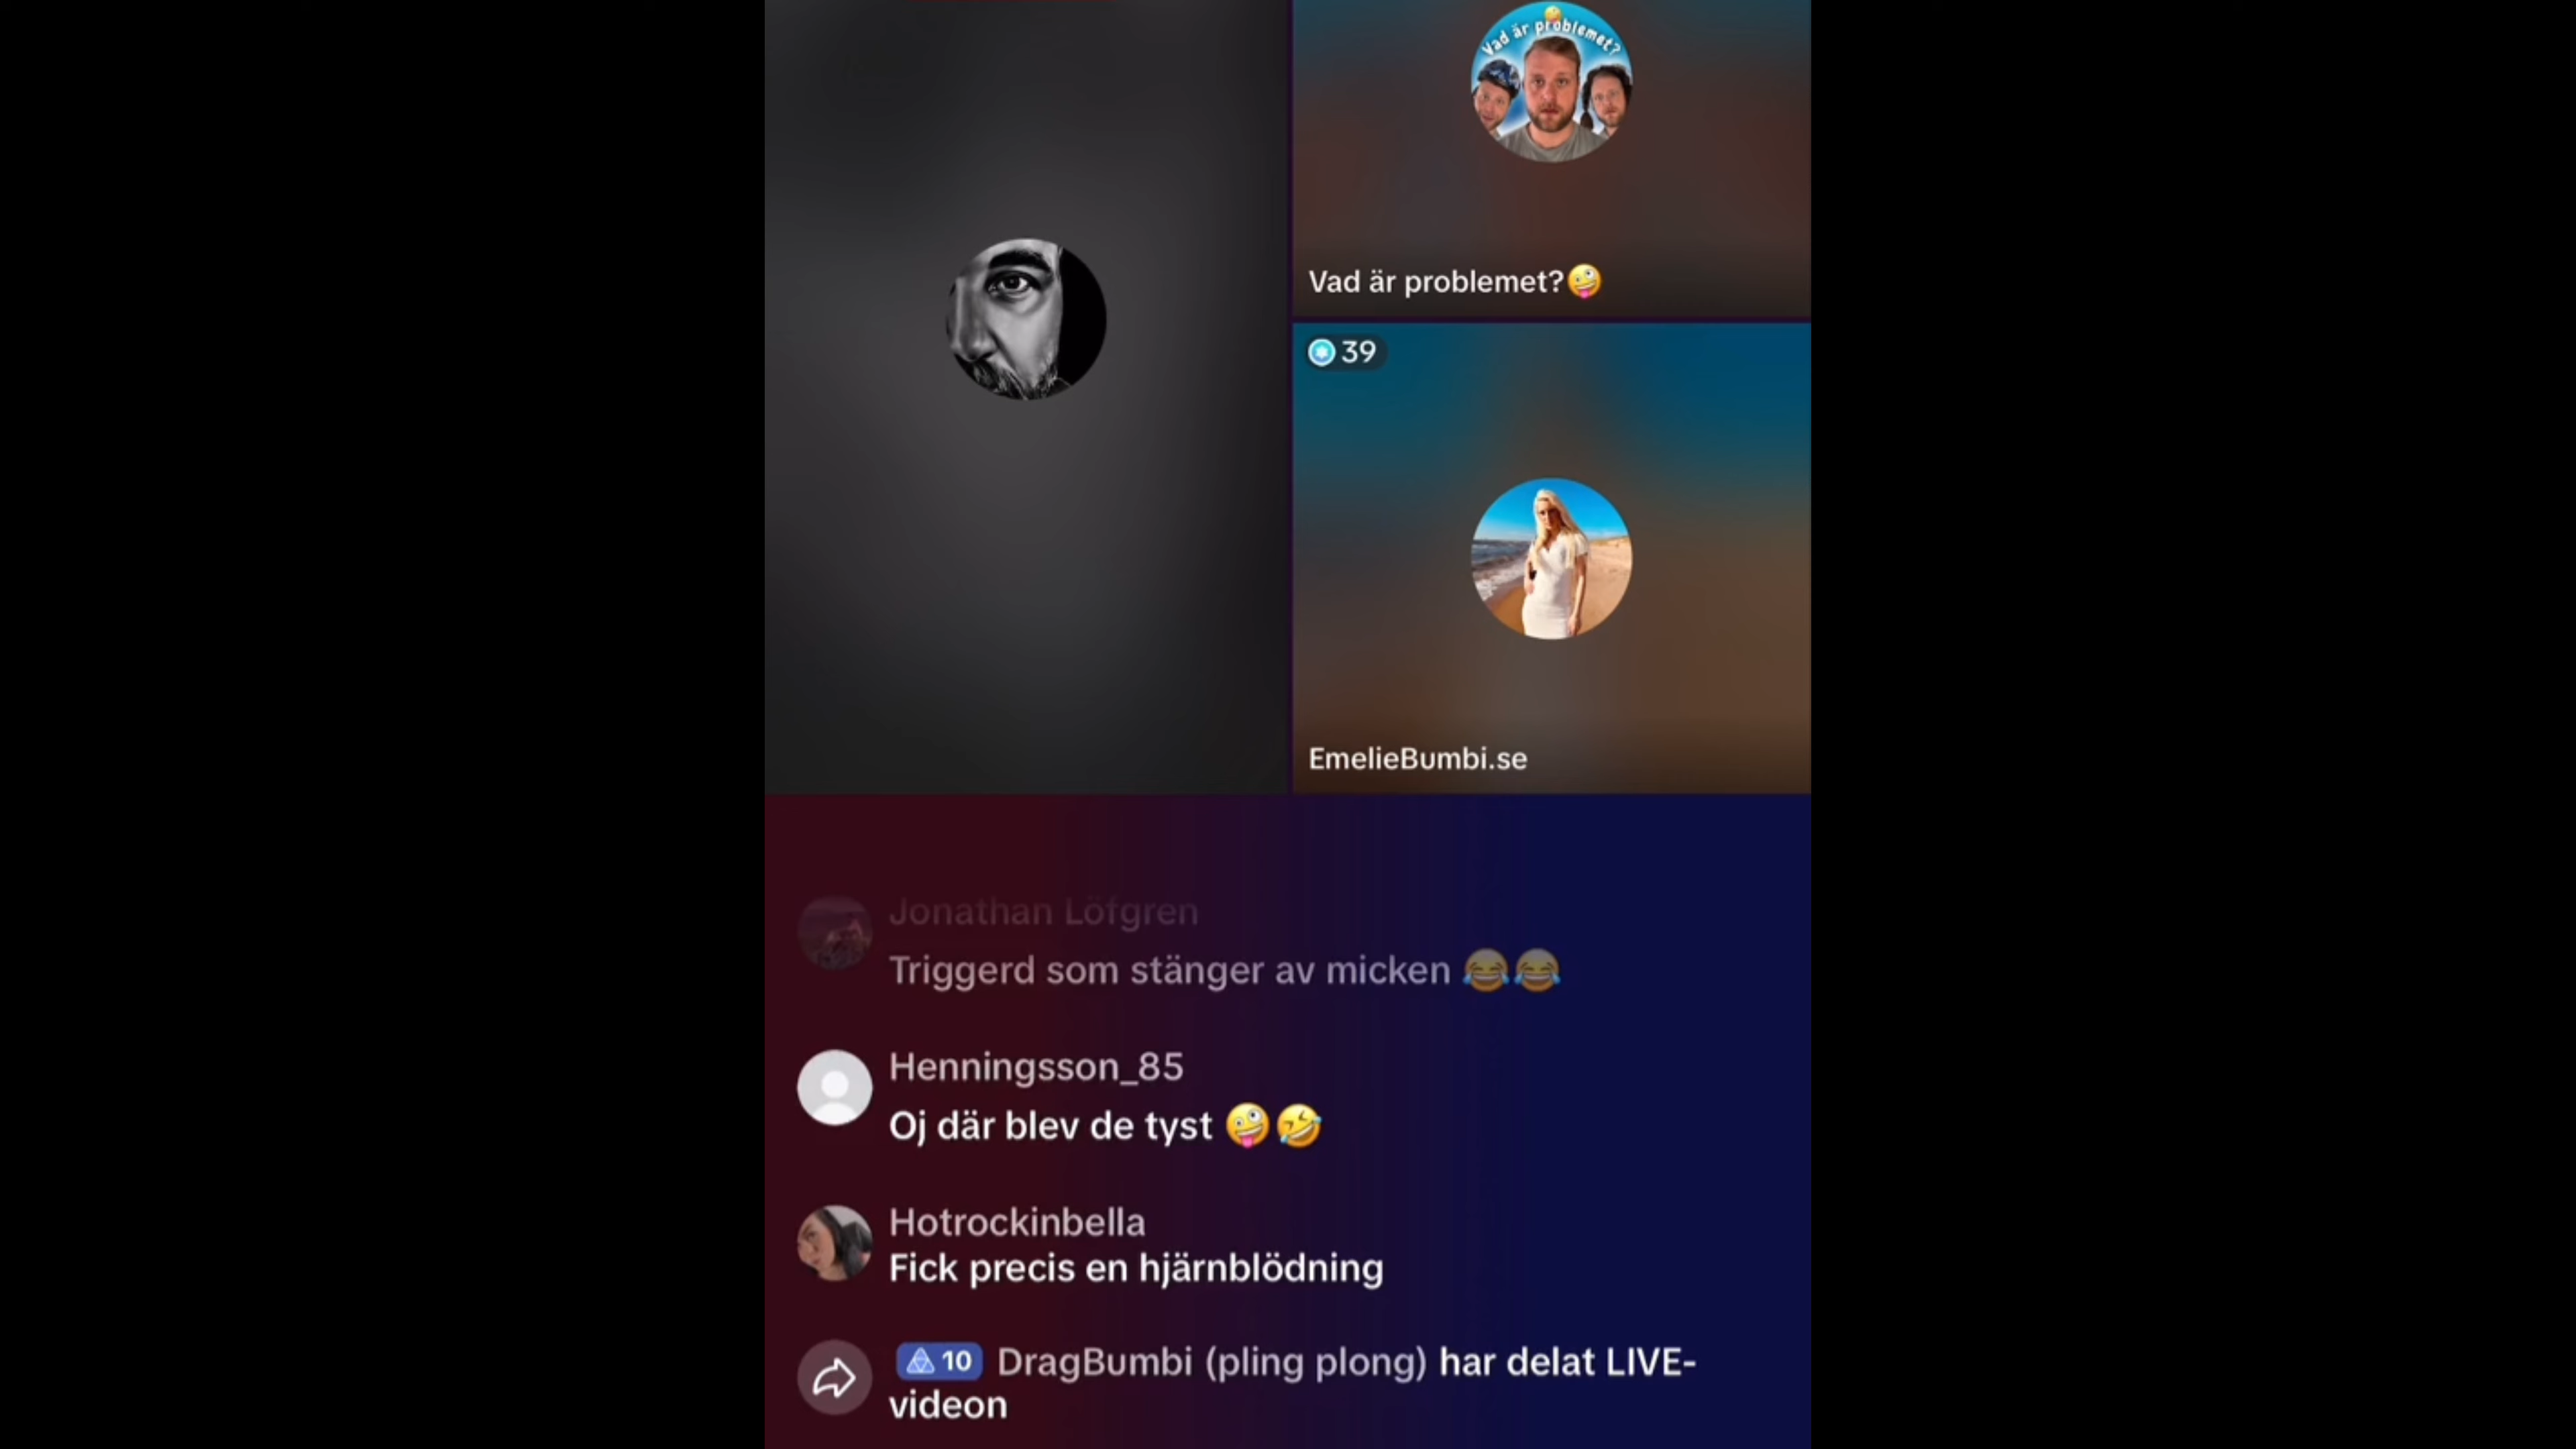 Vad är problemet?
Vad är problemet?🤪
39
EmelieBumbi.se
Jonathan Löfgren
Triggerd som stänger av micken 😂😂
Henningsson_85
Oj där blev de tyst 🤪🤣
Hotrockinbella
Fick precis en hjärnblödning
10 DragBumbi (pling plong) har delat LIVE-
videon